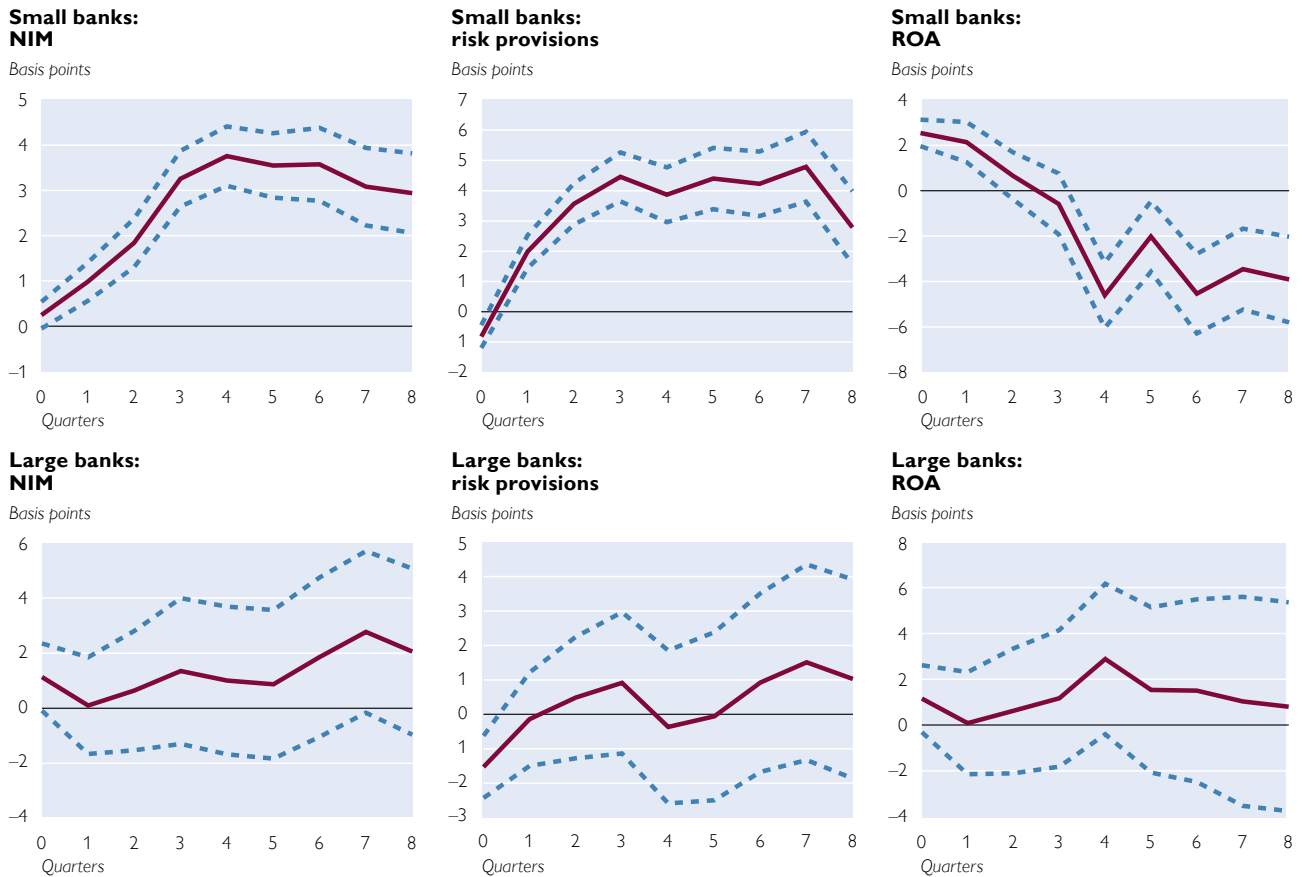 Small banks:
NIM
Basis points
5
4
3
2
1
0
–1
0 1 2 3 4 5 6 7 8
Quarters
Small banks:
risk provisions
Basis points
7
6
5
4
3
2
1
0
1
–2
0 1 2 3 4 5 6 7 8
Quarters
Small banks:
ROA
Basis points
4
2
0
–2
–4
–6
–8
0 1 2 3 4 5 6 7 8
Quarters
Large banks:
NIM
Basis points
6
4
2
0
–2
–4
0 1 2 3 4 5 6 7 8
Quarters
Large banks:
risk provisions
Basis points
5
4
3
2
1
0
1
–2
–3
0 1 2 3 4 5 6 7 8
Quarters
Large banks:
ROA
Basis points
8
6
4
2
0
–2
–4
0 1 2 3 4 5 6 7 8
Quarters